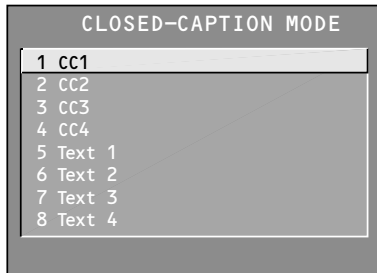 CLOSED–CAPTION MODE
1 CC1
2 CC2
3 CC3
4 CC4
5 Text 1
6 Text 2
7 Text 3
8 Text 4